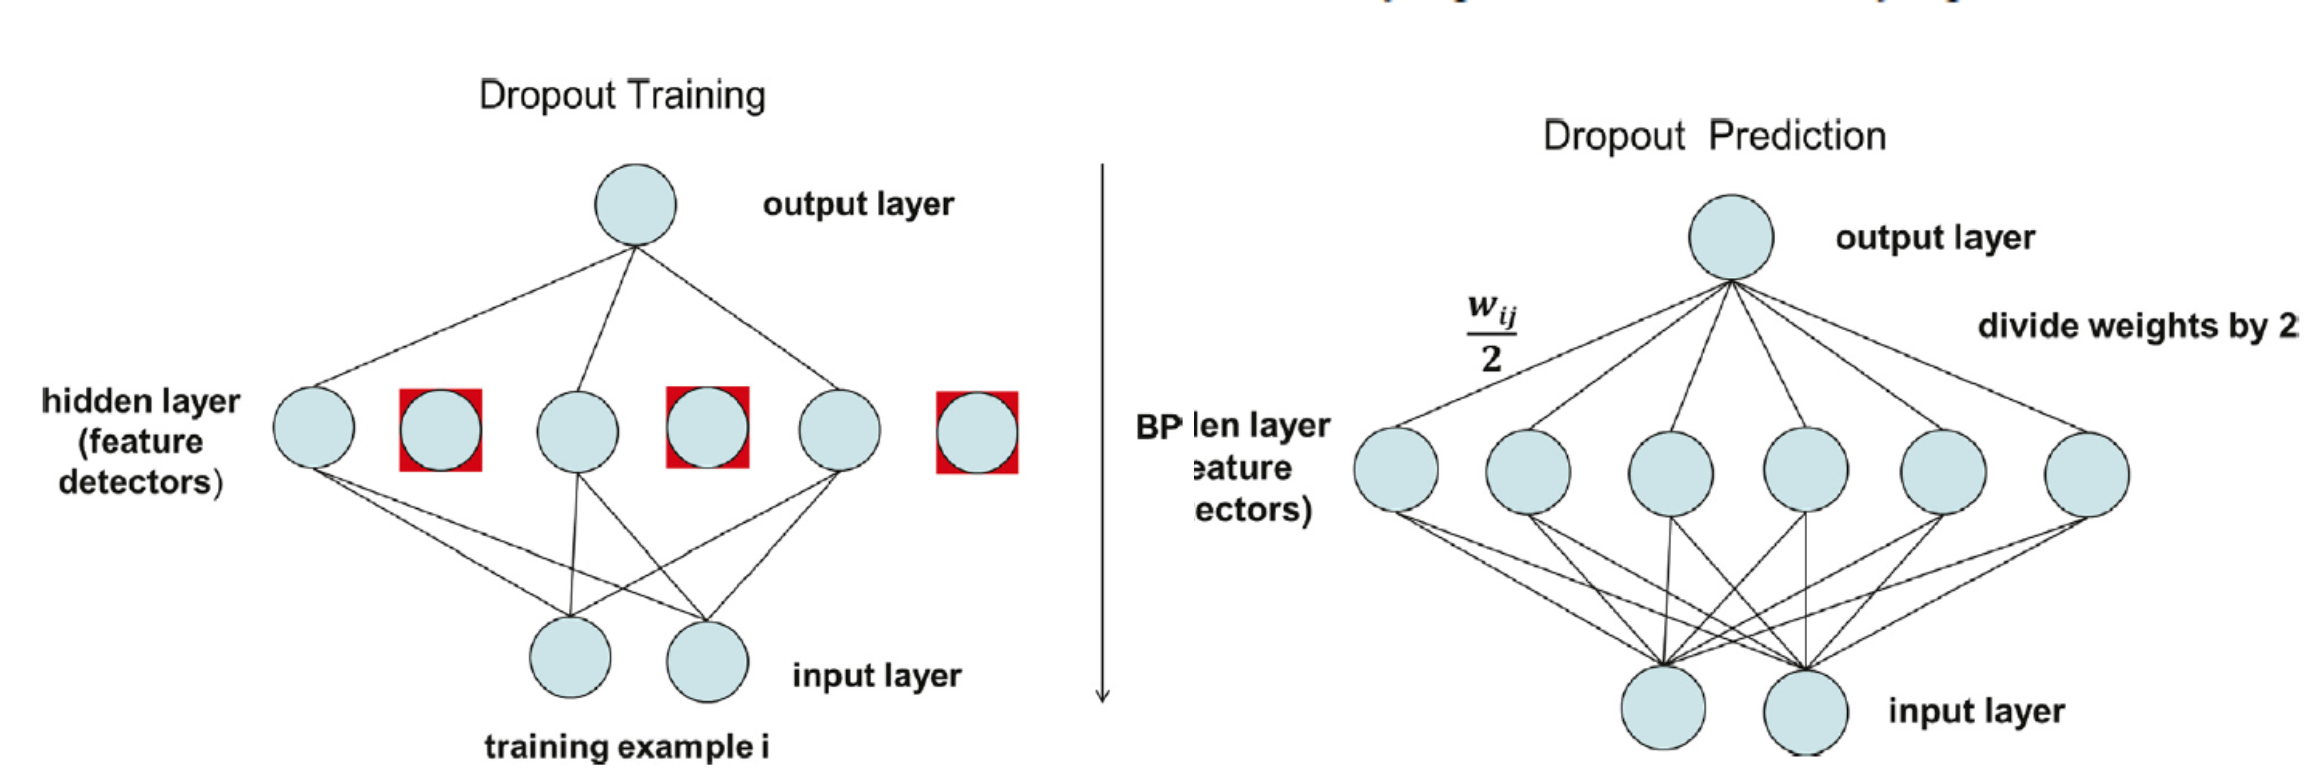 Dropout Training
output layer
hidden layer
(feature
detectors)
input layer
training example i
BP
Dropout Prediction
output layer
w_{ij}
2
divide weights by 2
len layer
eature
ectors)
input layer